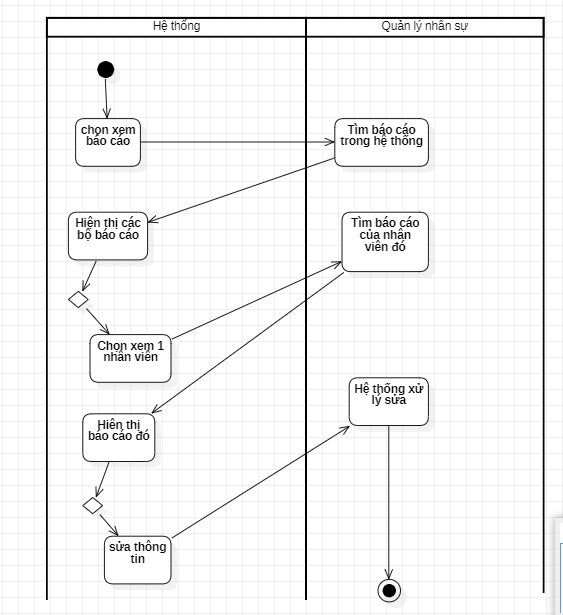 Hệ thống
Quản lý nhân sự
chọn xem
báo cáo
Tìm báo cáo
trong hệ thống
Hiện thị các
bộ báo cáo
Tìm báo cáo
của nhân
viên đó
Chọn xem 1
nhân viên
Hệ thống xử
lý sửa
Hiện thị
báo cáo đó
sửa thông
tin